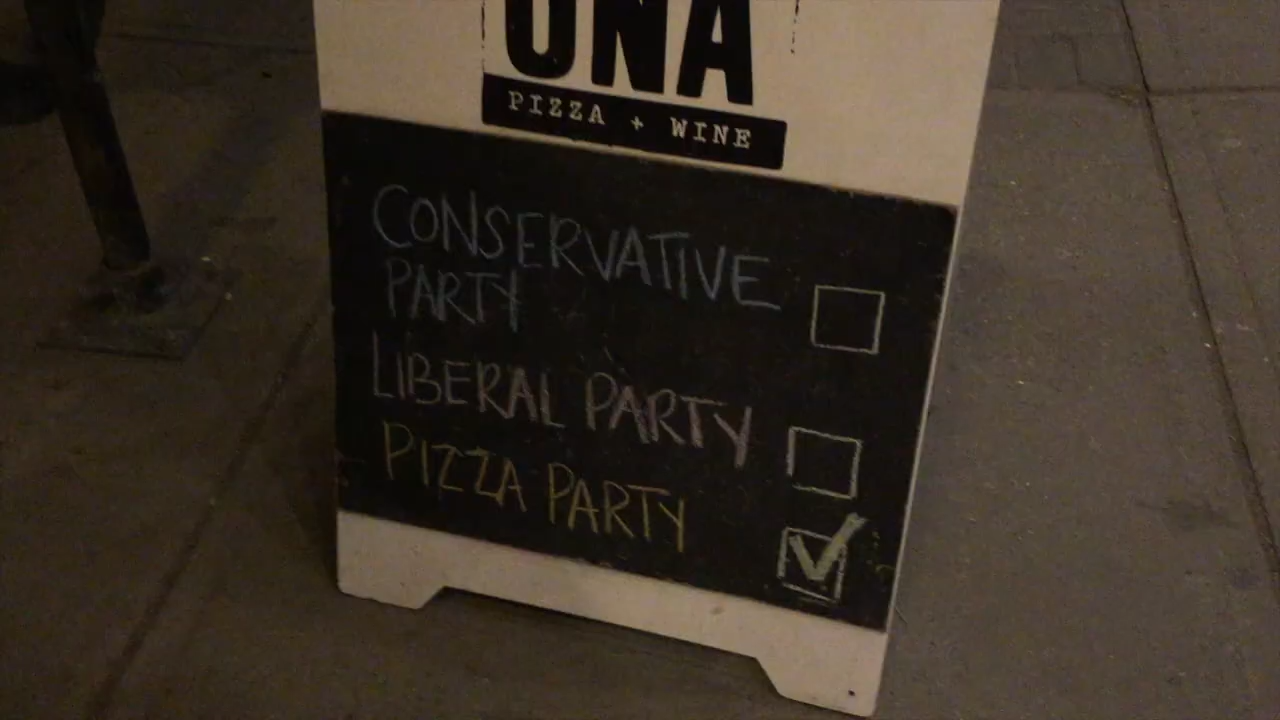 UNA
PIZZA + WINE
CONSERVATIVE
PARTY
LIBERAL PARTY
PIZZA PARTY